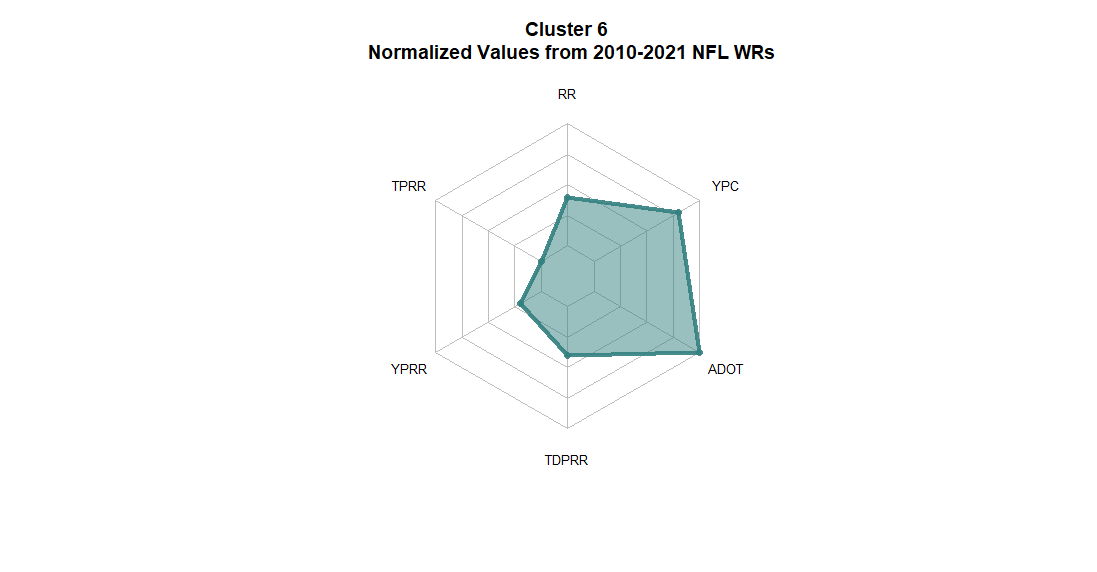 Cluster 6
Normalized Values from 2010-2021 NFL WRs
RR
TPRR
YPC
YPRR
ADOT
TDPRR